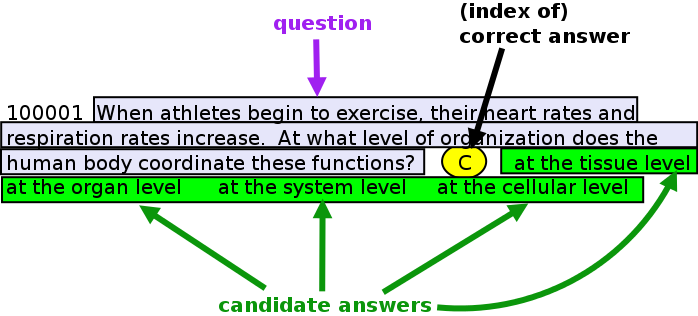 question
(index of)
correct answer
100001 When athletes begin to exercise, their heart rates and
respiration rates increase. At what level of organization does the
human body coordinate these functions? C at the tissue level
at the organ level at the system level at the cellular level
candidate answers